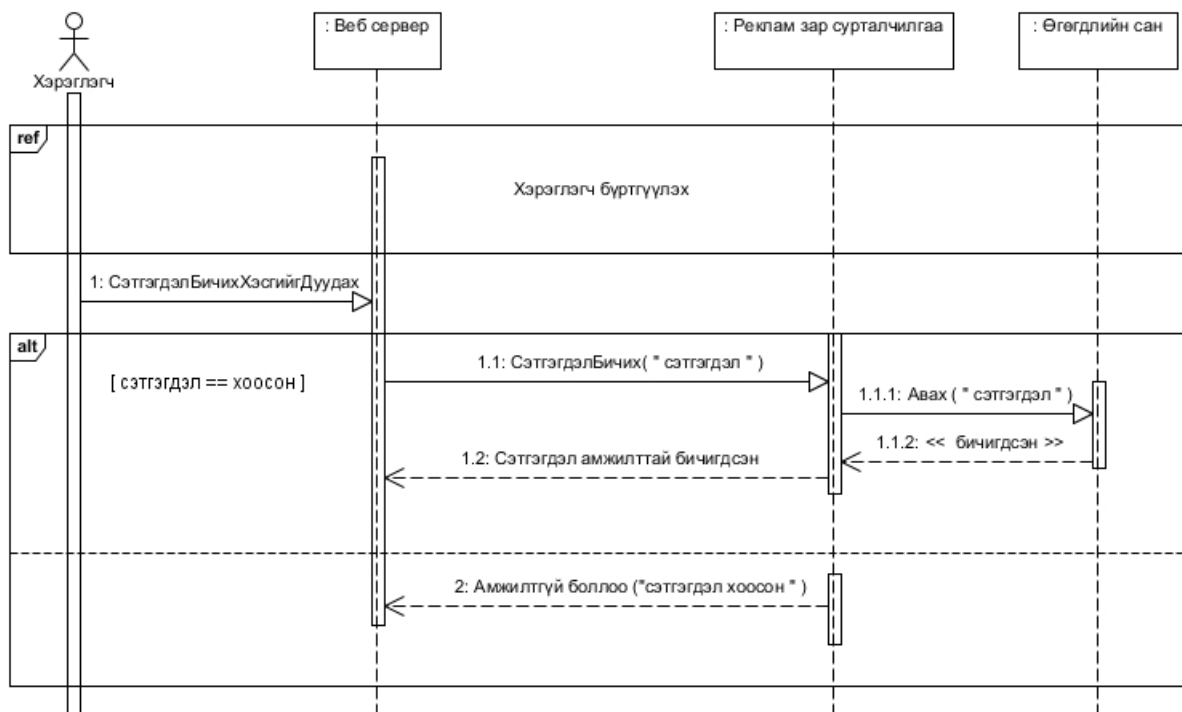 : Веб сервер
: Реклам зар сурталчилгаа
: Өгөгдлийн сан
Хэрэглэгч
ref
Хэрэглэгч бүртгүүлэх
1: СэтгэгдэлБичихХэсгийгДуудах
alt
1.1: СэтгэгдэлБичих( " сэтгэгдэл " )
[ сэтгэгдэл == хоосон ]
1.1.1: Авах ( " сэтгэгдэл " )
1.1.2: << бичигдсэн >>
1.2: Сэтгэгдэл амжилттай бичигдсэн
2: Амжилтгүй боллоо ("сэтгэгдэл хоосон " )